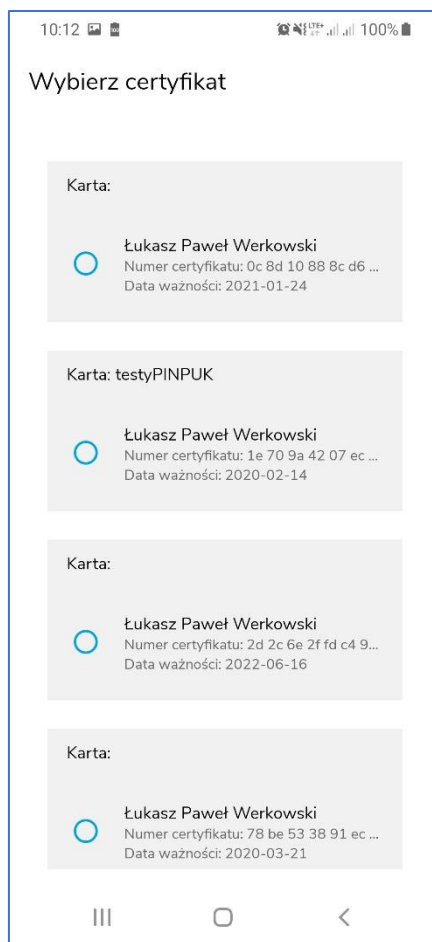 10:12 LTE+ 100%
Wybierz certyfikat
Karta:
Łukasz Paweł Werkowski
Numer certyfikatu: 0c 8d 10 88 8c d6 ...
Data ważności: 2021-01-24
Karta: testyPINPUK
Łukasz Paweł Werkowski
Numer certyfikatu: 1e 70 9a 42 07 ec ...
Data ważności: 2020-02-14
Karta:
Łukasz Paweł Werkowski
Numer certyfikatu: 2d 2c 6e 2f fd c4 9...
Data ważności: 2022-06-16
Karta:
Łukasz Paweł Werkowski
Numer certyfikatu: 78 be 53 38 91 ec ...
Data ważności: 2020-03-21